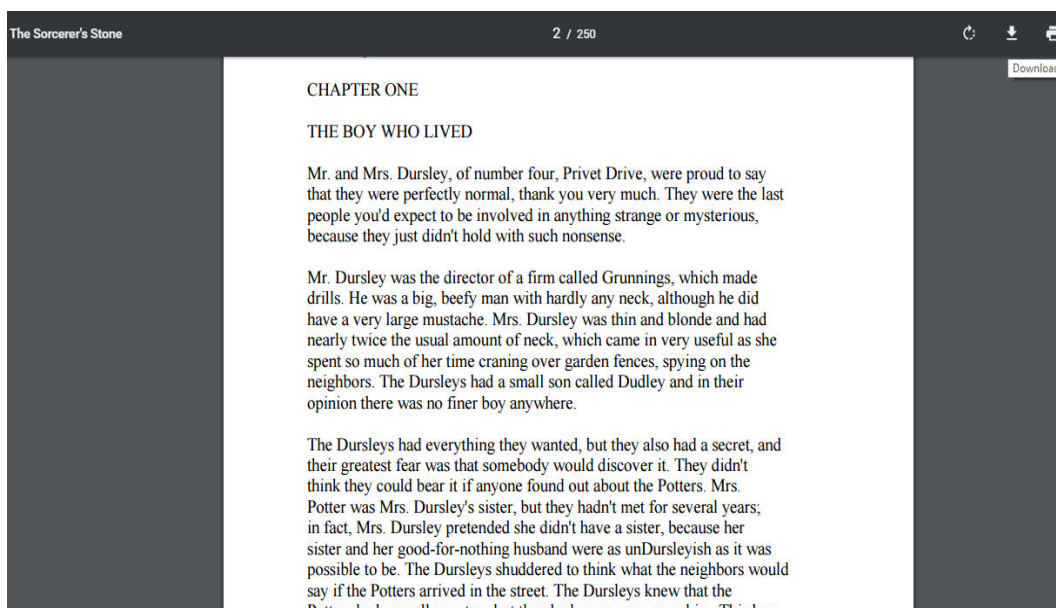 The Sorcerer's Stone
2 / 250
Download
CHAPTER ONE
THE BOY WHO LIVED
Mr. and Mrs. Dursley, of number four, Privet Drive, were proud to say
that they were perfectly normal, thank you very much. They were the last
people you'd expect to be involved in anything strange or mysterious,
because they just didn't hold with such nonsense.
Mr. Dursley was the director of a firm called Grunnings, which made
drills. He was a big, beefy man with hardly any neck, although he did
have a very large mustache. Mrs. Dursley was thin and blonde and had
nearly twice the usual amount of neck, which came in very useful as she
spent so much of her time craning over garden fences, spying on the
neighbors. The Dursleys had a small son called Dudley and in their
opinion there was no finer boy anywhere.
The Dursleys had everything they wanted, but they also had a secret, and
their greatest fear was that somebody would discover it. They didn't
think they could bear it if anyone found out about the Potters. Mrs.
Potter was Mrs. Dursley's sister, but they hadn't met for several years;
in fact, Mrs. Dursley pretended she didn't have a sister, because her
sister and her good-for-nothing husband were as unDursleyish as it was
possible to be. The Dursleys shuddered to think what the neighbors would
say if the Potters arrived in the street. The Dursleys knew that the